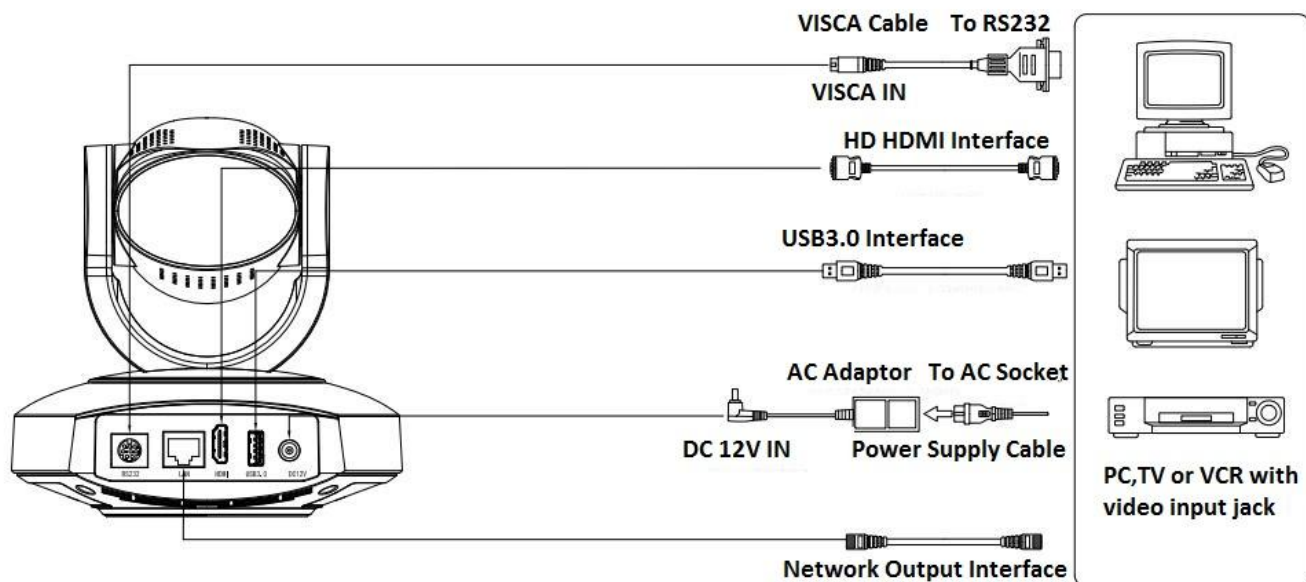 VISCA Cable To RS232
VISCA IN
HD HDMI Interface
USB3.0 Interface
AC Adaptor To AC Socket
DC 12V IN Power Supply Cable
RS232 LAN HDMI USB3.0 DC12V
PC,TV or VCR with
video input jack
Network Output Interface